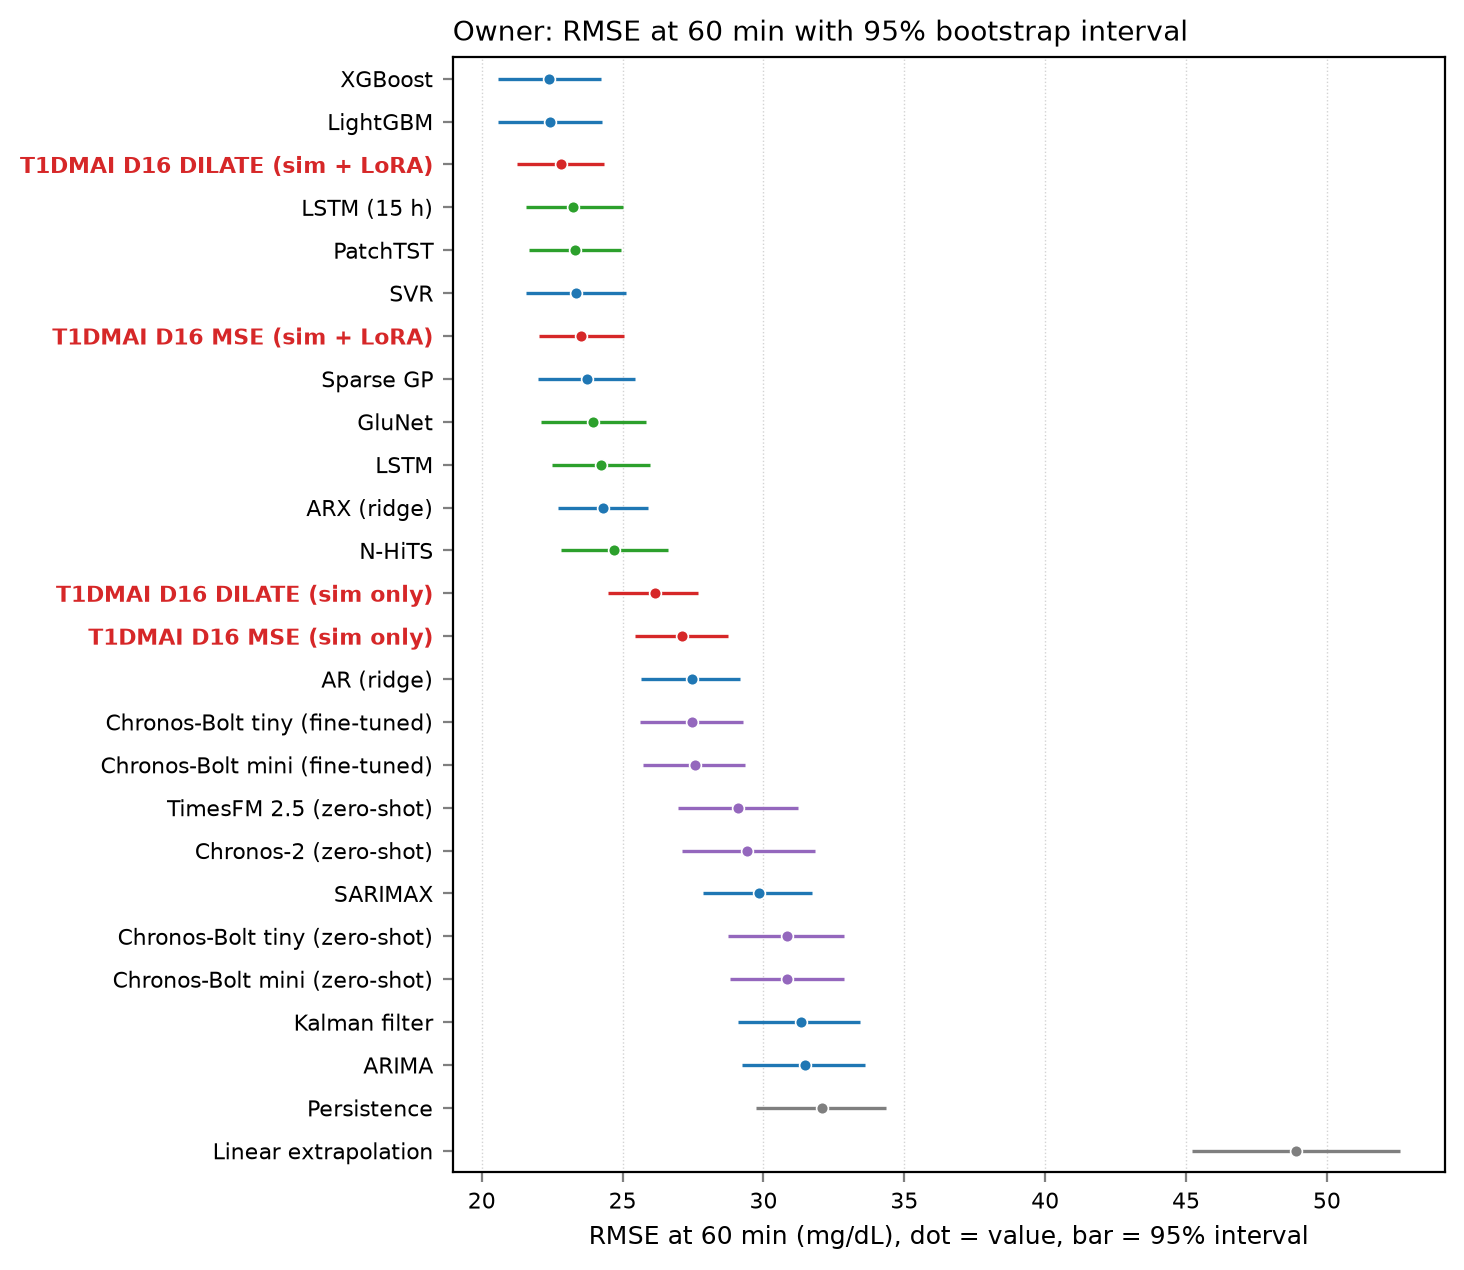 Owner: RMSE at 60 min with 95% bootstrap interval
XGBoost
LightGBM
T1DMAI D16 DILATE (sim + LoRA)
LSTM (15 h)
PatchTST
SVR
T1DMAI D16 MSE (sim + LoRA)
Sparse GP
GluNet
LSTM
ARX (ridge)
N-HiTS
T1DMAI D16 DILATE (sim only)
T1DMAI D16 MSE (sim only)
AR (ridge)
Chronos-Bolt tiny (fine-tuned)
Chronos-Bolt mini (fine-tuned)
TimesFM 2.5 (zero-shot)
Chronos-2 (zero-shot)
SARIMAX
Chronos-Bolt tiny (zero-shot)
Chronos-Bolt mini (zero-shot)
Kalman filter
ARIMA
Persistence
Linear extrapolation
20 25 30 35 40 45 50
RMSE at 60 min (mg/dL), dot = value, bar = 95% interval